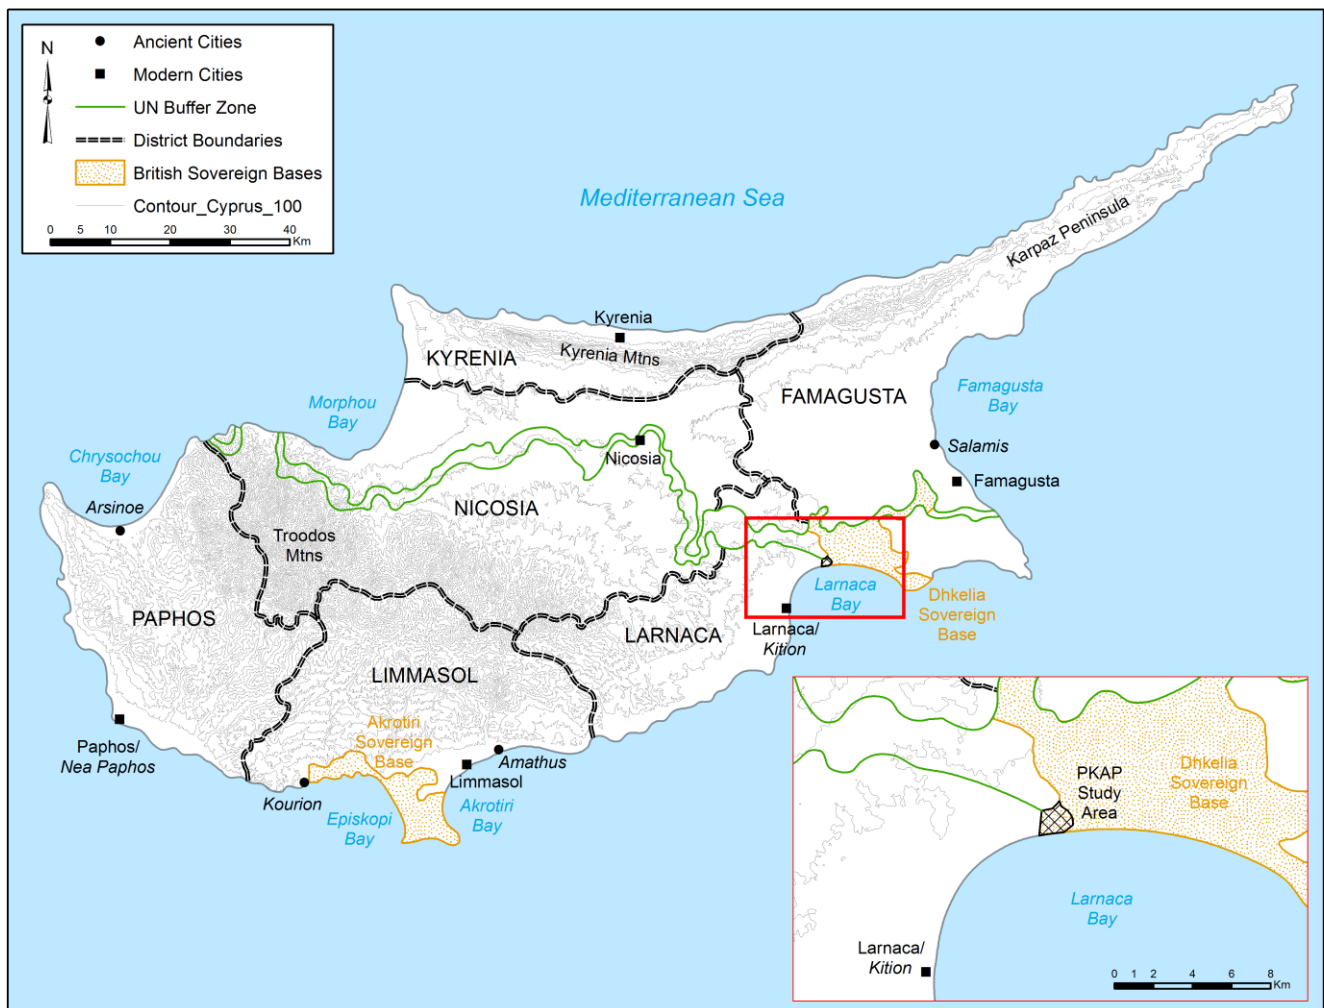 N
Ancient Cities
Modern Cities
UN Buffer Zone
District Boundaries
British Sovereign Bases
Contour_Cyprus_100
0 5 10 20 30 40
Km
Mediterranean Sea
Karpaz Peninsula
Kyrenia
Kyrenia Mtns
KYRENIA
Morphou
Bay
FAMAGUSTA
Famagusta
Bay
Chrysochou
Bay
Arsinoe
Nicosia
Salamis
Famagusta
NICOSIA
Troodos
Mtns
PAPHOS
LARNACA
Larnaca
Bay
Larnaca/
Kition
Dhkelia
Sovereign
Base
LIMMASOL
Akrotiri
Sovereign
Base
Paphos/
Nea Paphos
Amathus
Limmasol
Kourion
Episkopi
Bay
Akrotiri
Bay
PKAP
Study
Area
Dhkelia
Sovereign
Base
Larnaca
Bay
Larnaca/
Kition
0 1 2 4 6 8
Km